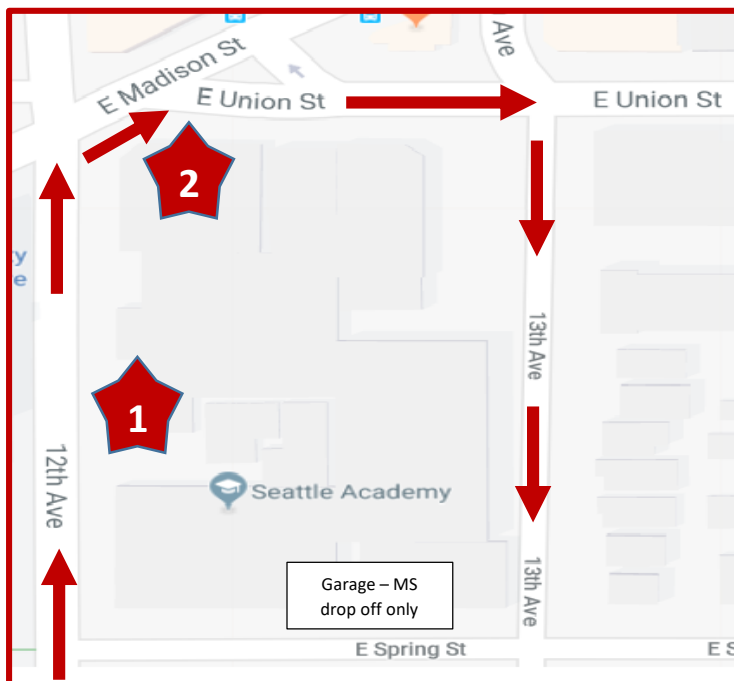 Ave
E Madison St
E Union St
E Union St
2
ty
e
13th Ave
1
12th Ave
Seattle Academy
Garage – MS
drop off only
13th Ave
E Spring St
E S